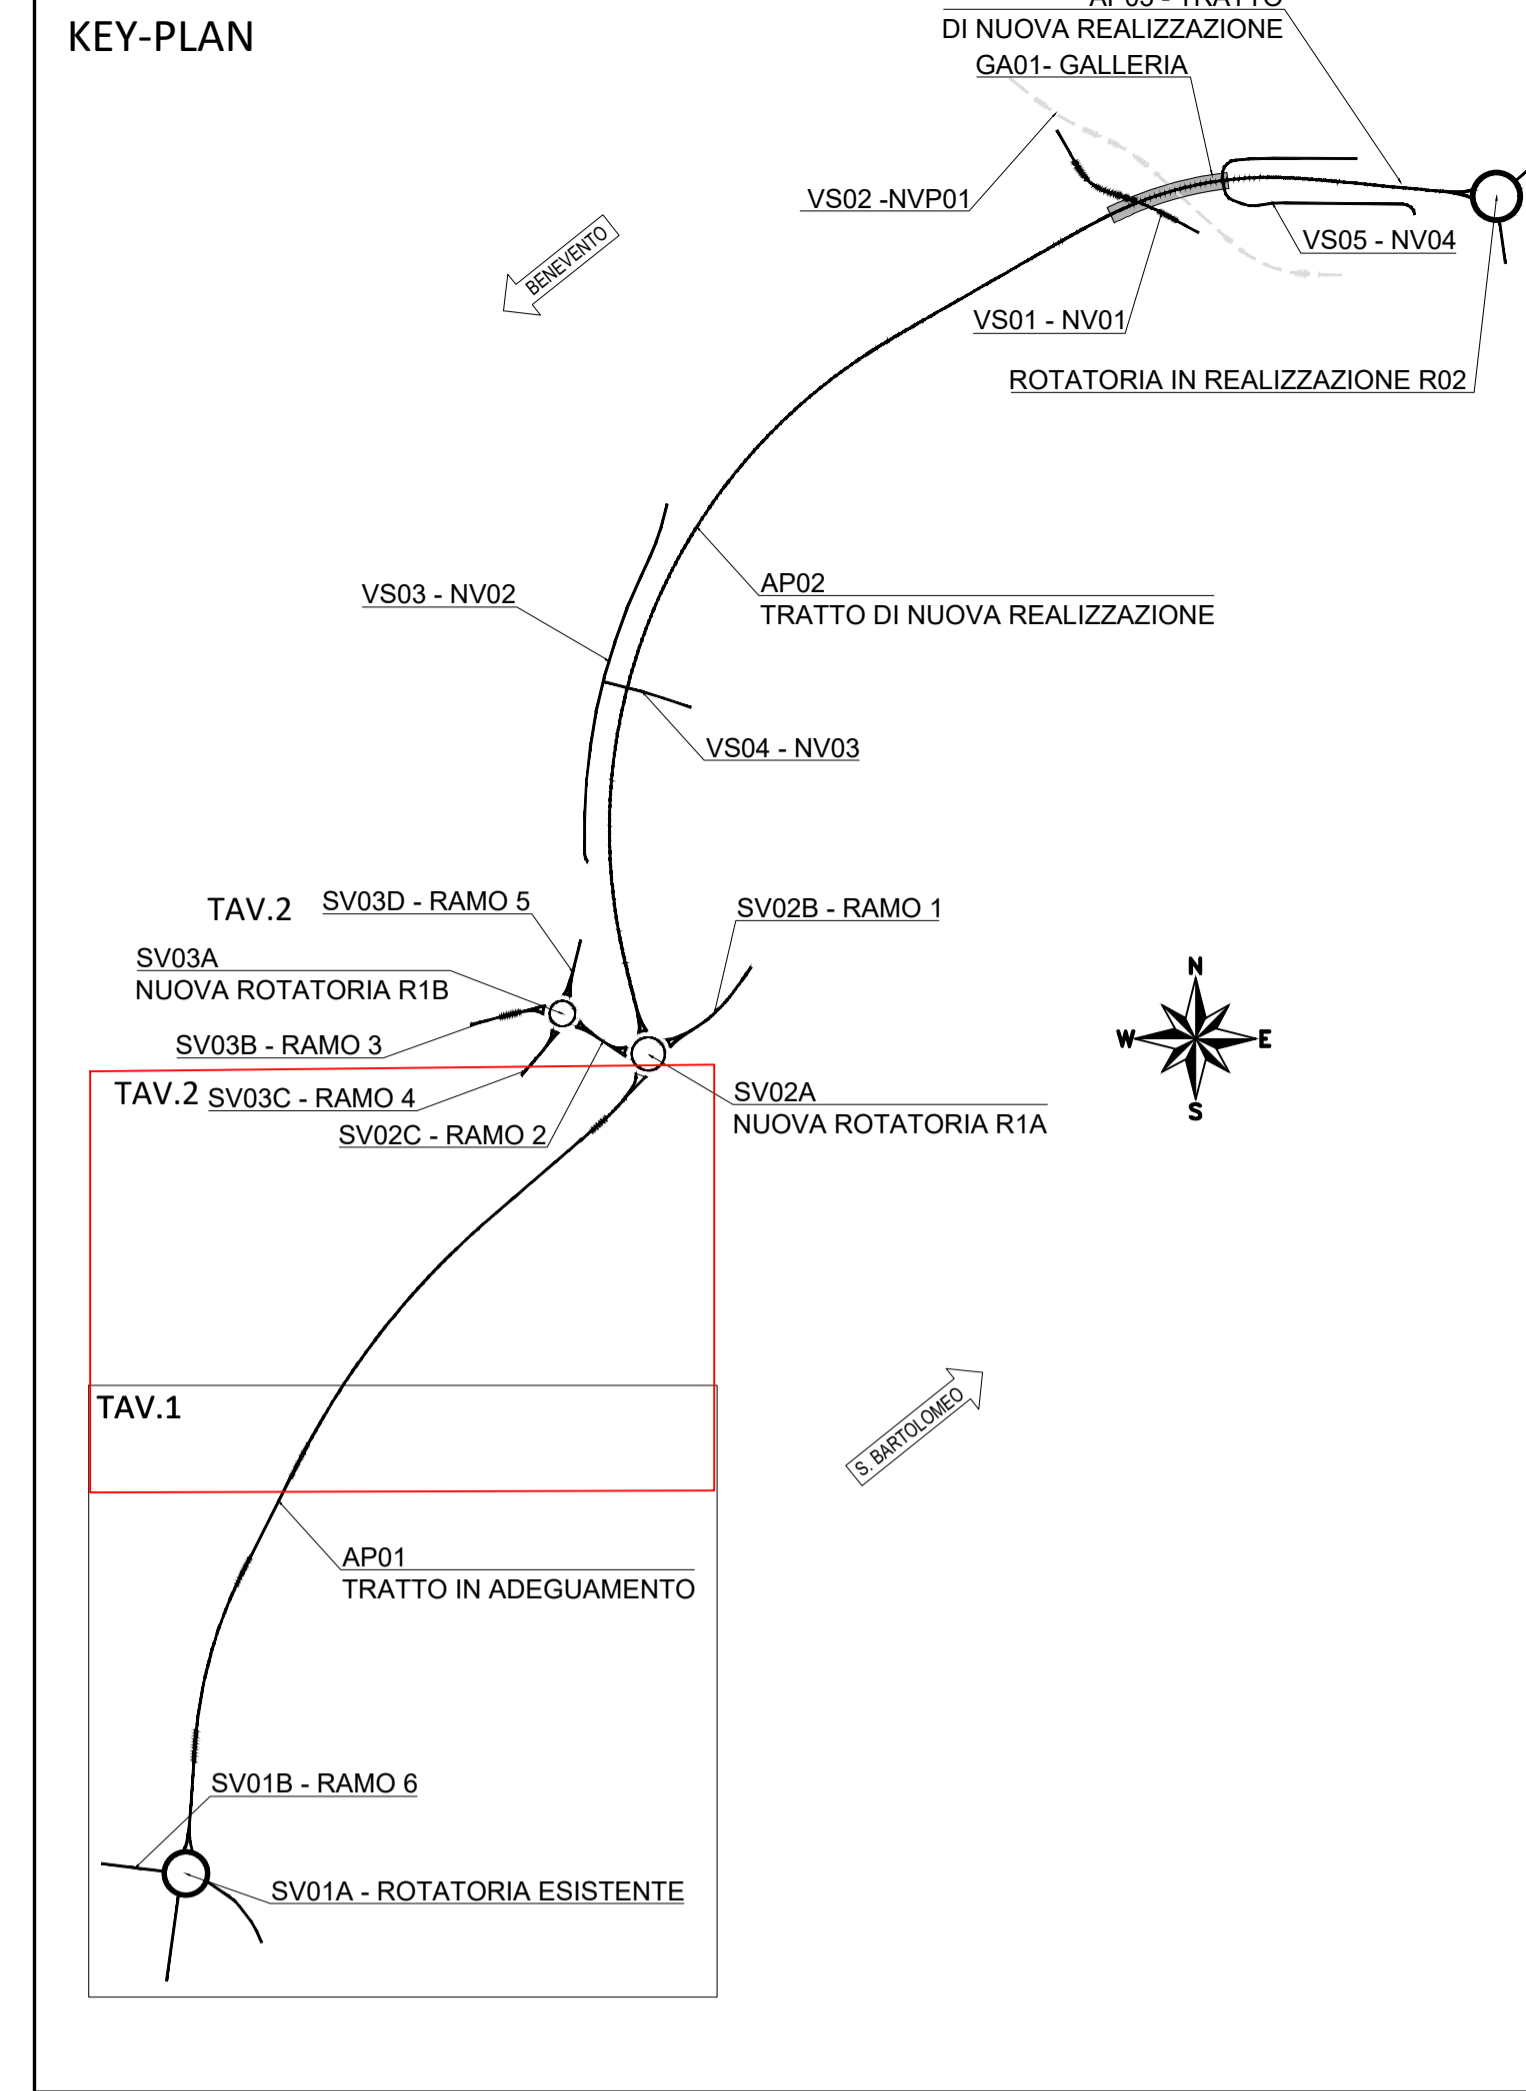 KEY-PLAN
AP03 - TRATTO
DI NUOVA REALIZZAZIONE
GA01- GALLERIA
VS02 -NVP01
VS05 - NV04
BENEVENTO
VS01 - NV01
ROTATORIA IN REALIZZAZIONE R02
AP02
TRATTO DI NUOVA REALIZZAZIONE
VS03 - NV02
VS04 - NV03
TAV.2
SV03D - RAMO 5
SV02B - RAMO 1
SV03A
NUOVA ROTATORIA R1B
N
W
E
S
SV03B - RAMO 3
TAV.2
SV03C - RAMO 4
SV02A
NUOVA ROTATORIA R1A
SV02C - RAMO 2
TAV.1
S. BARTOLOMEO
AP01
TRATTO IN ADEGUAMENTO
SV01B - RAMO 6
SV01A - ROTATORIA ESISTENTE